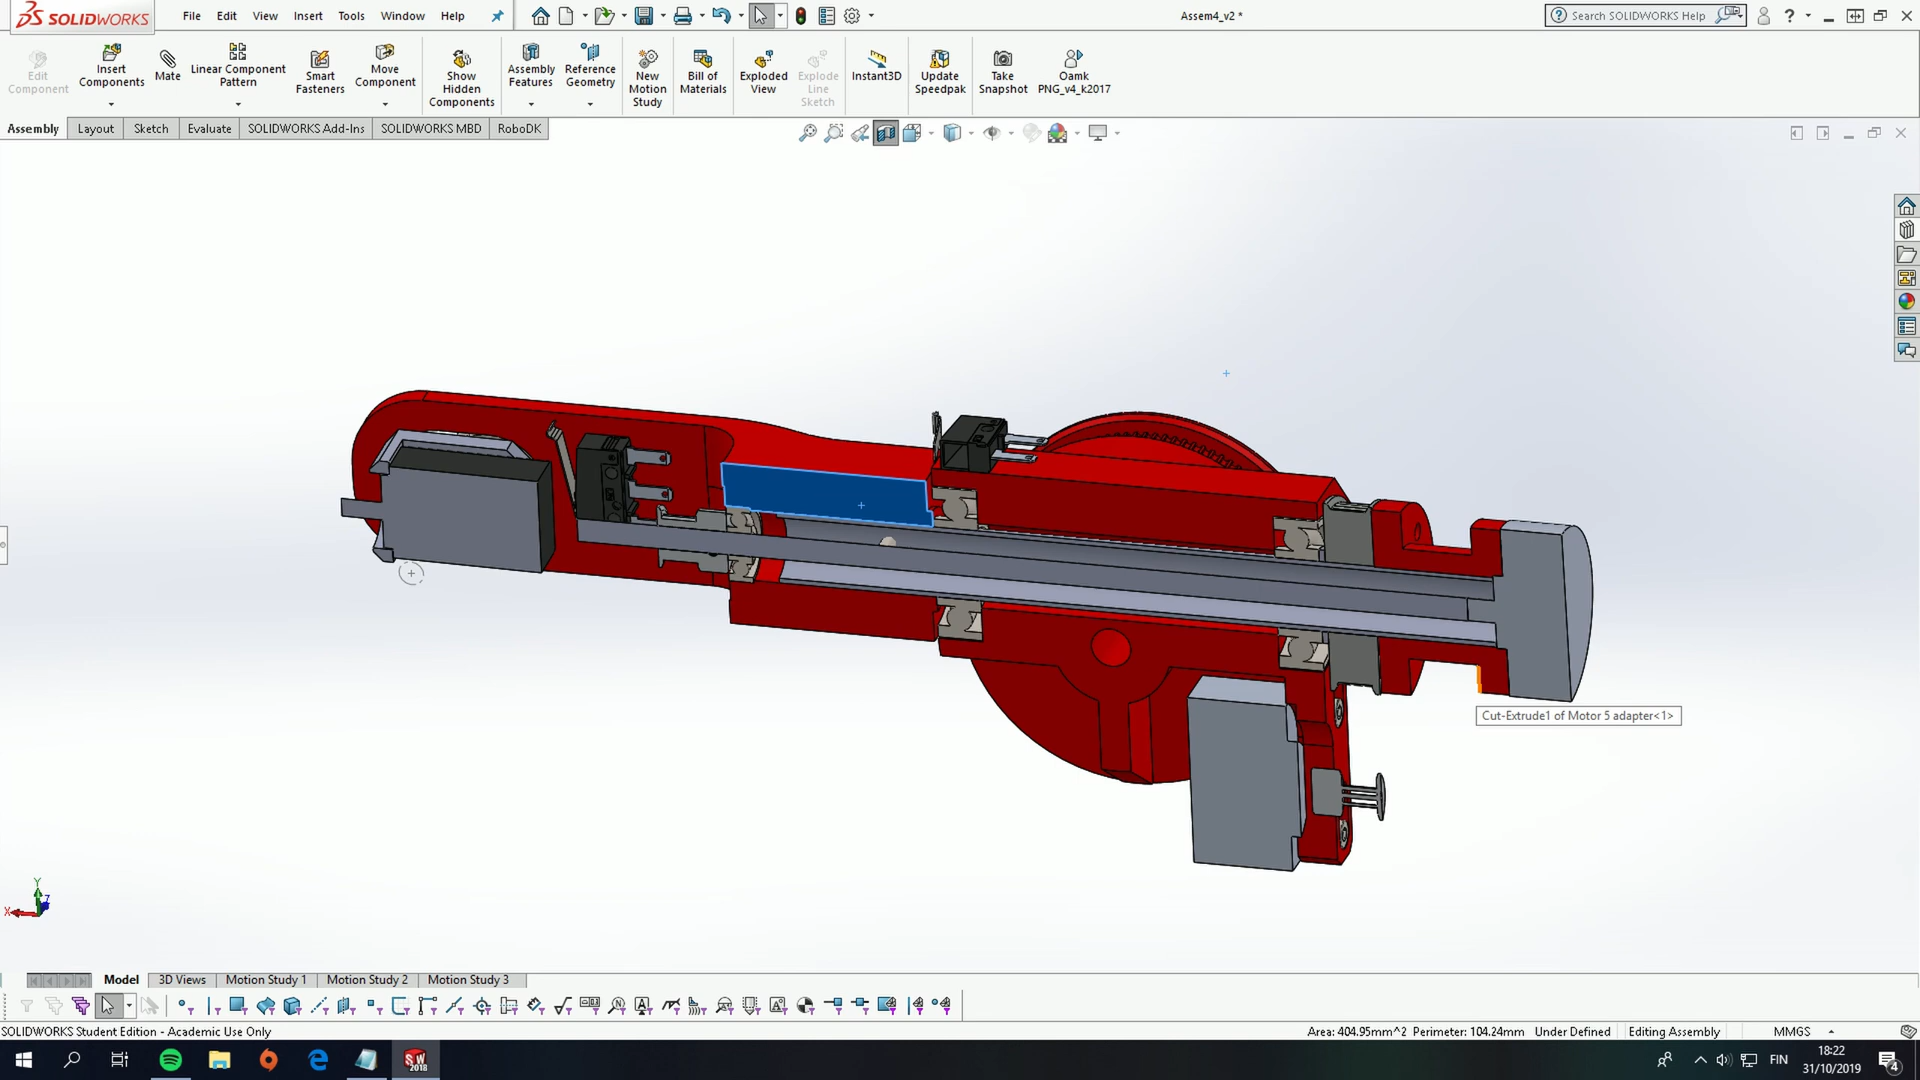 SOLIDWORKS File Edit View Insert Tools Window Help Assem4_v2 * Search SOLIDWORKS Help ?
Edit Component
Insert Components
Mate
Linear Component Pattern
Smart Fasteners
Move Component
Show Hidden Components
Assembly Features
Reference Geometry
New Motion Study
Bill of Materials
Exploded View
Explode Line Sketch
Instant3D
Update Speedpak
Take Snapshot
Oamk PNG_v4_k2017
Assembly Layout Sketch Evaluate SOLIDWORKS Add-Ins SOLIDWORKS MBD RoboDK
Cut-Extrude1 of Motor 5 adapter<1>
Y
Z
X
Model 3D Views Motion Study 1 Motion Study 2 Motion Study 3
SOLIDWORKS Student Edition - Academic Use Only Area: 404.95mm^2 Perimeter: 104.24mm Under Defined Editing Assembly MMGS
SW 2018
FIN
18:22
31/10/2019
4